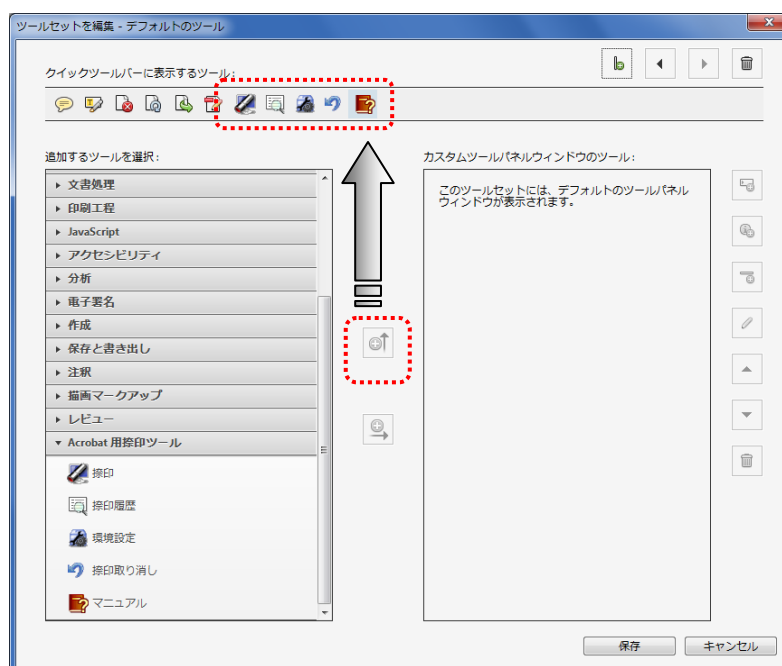 ツールセットを編集 - デフォルトのツール
クイックツールバーに表示するツール:
追加するツールを選択:
カスタムツールパネルウィンドウのツール:
文書処理
印刷工程
JavaScript
アクセシビリティ
分析
電子署名
作成
保存と書き出し
注釈
描画マークアップ
レビュー
Acrobat 用捺印ツール
捺印
捺印履歴
環境設定
捺印取り消し
マニュアル
このツールセットには、デフォルトのツールパネル
ウィンドウが表示されます。
保存
キャンセル